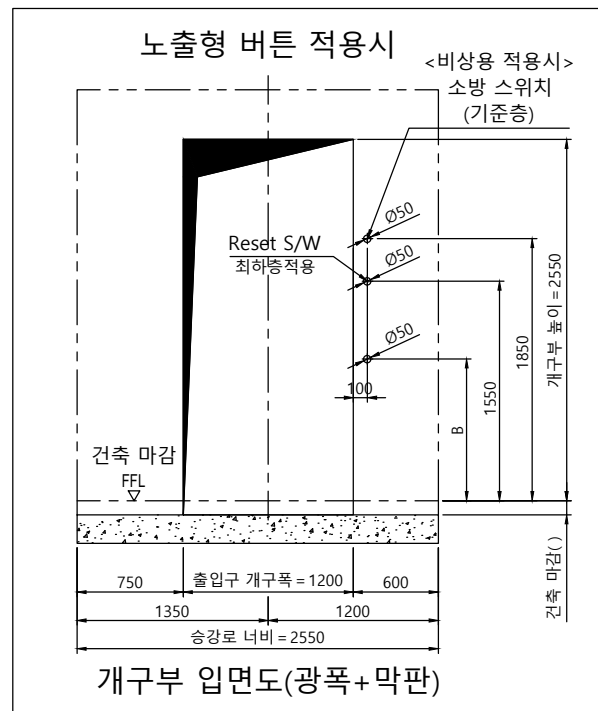 노출형 버튼 적용시
<비상용 적용시>
소방 스위치
(기준층)
Ø50
Reset S/W
최하층적용
Ø50
Ø50
100
B
1550
1850
개구부 높이 = 2550
건축 마감
FFL
건축 마감( )
750
출입구 개구폭 = 1200
600
1350
1200
승강로 너비 = 2550
개구부 입면도(광폭+막판)